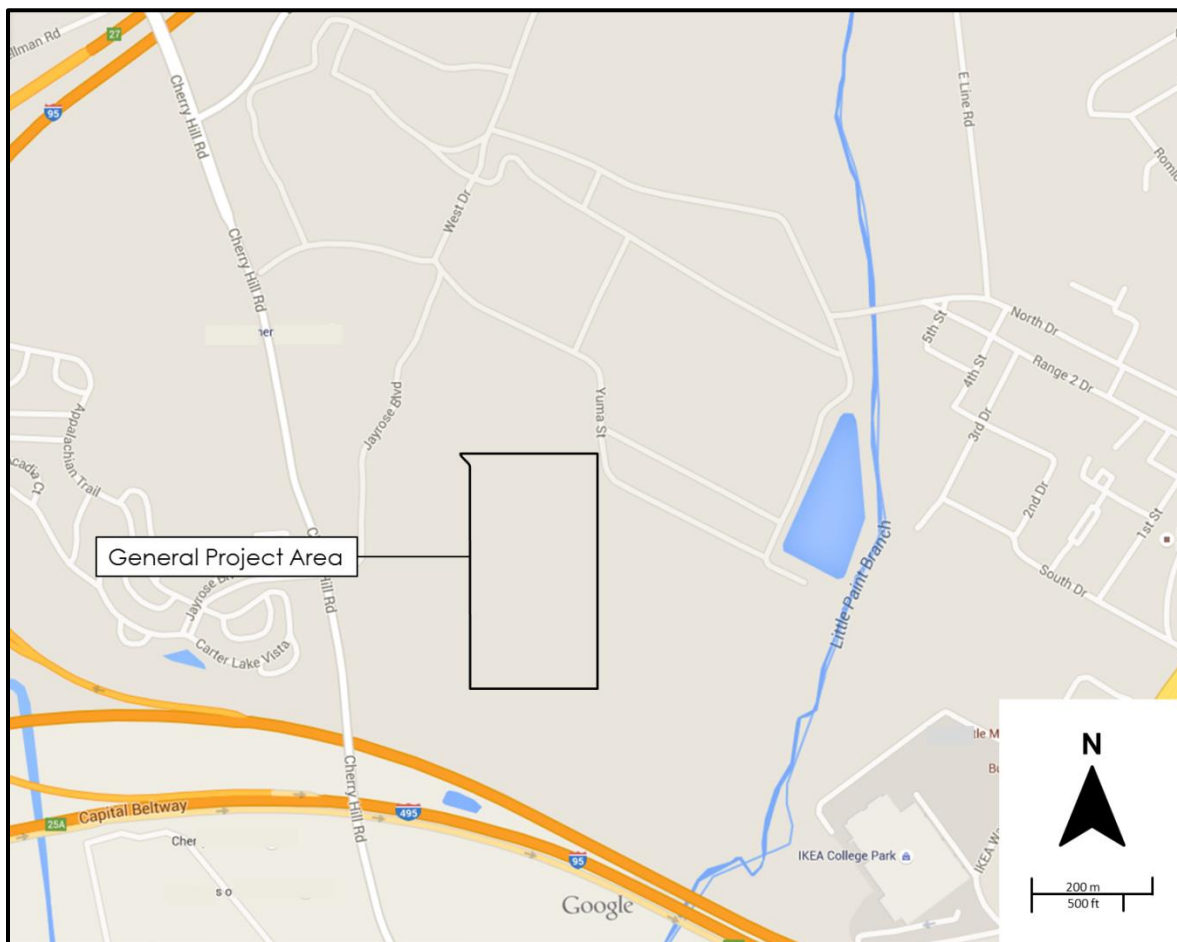 27
95
Cherry Hill Rd
E Line Rd
West Dr
Cherry Hill Rd
5th St
North Dr
4th St
Range 2 Dr
Jayrose Blvd
Yuma St
3rd Dr
Appalachian Trail
2nd Dr
1st St
General Project Area
South Dr
Little Paint Branch
Carter Lake Vista
N
Cherry Hill Rd
Capital Beltway
495
25A
95
IKEA College Park
Google
200 m
500 ft